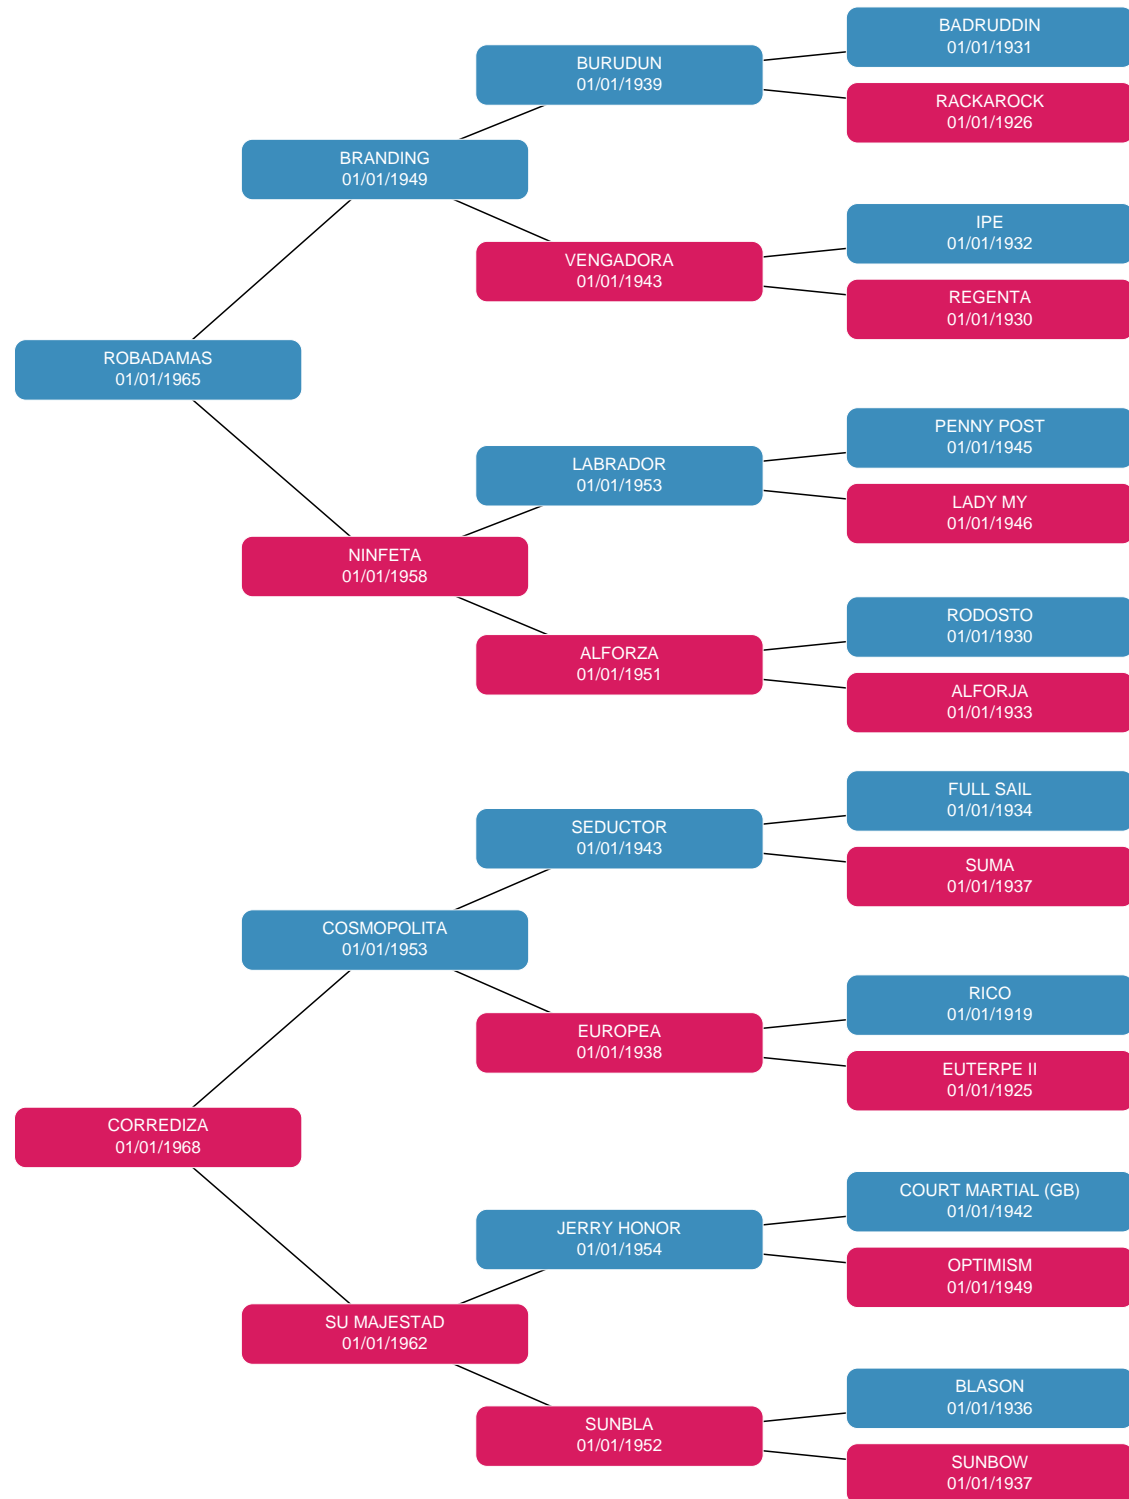 BADRUDDIN
01/01/1931
BURUDUN
01/01/1939
RACKAROCK
01/01/1926
BRANDING
01/01/1949
IPE
01/01/1932
VENGADORA
01/01/1943
REGENTA
01/01/1930
ROBADAMAS
01/01/1965
PENNY POST
01/01/1945
LABRADOR
01/01/1953
LADY MY
01/01/1946
NINFETA
01/01/1958
RODOSTO
01/01/1930
ALFORZA
01/01/1951
ALFORJA
01/01/1933
FULL SAIL
01/01/1934
SEDUCTOR
01/01/1943
SUMA
01/01/1937
COSMOPOLITA
01/01/1953
RICO
01/01/1919
EUROPEA
01/01/1938
EUTERPE II
01/01/1925
CORREDIZA
01/01/1968
COURT MARTIAL (GB)
01/01/1942
JERRY HONOR
01/01/1954
OPTIMISM
01/01/1949
SU MAJESTAD
01/01/1962
BLASON
01/01/1936
SUNBLA
01/01/1952
SUNBOW
01/01/1937